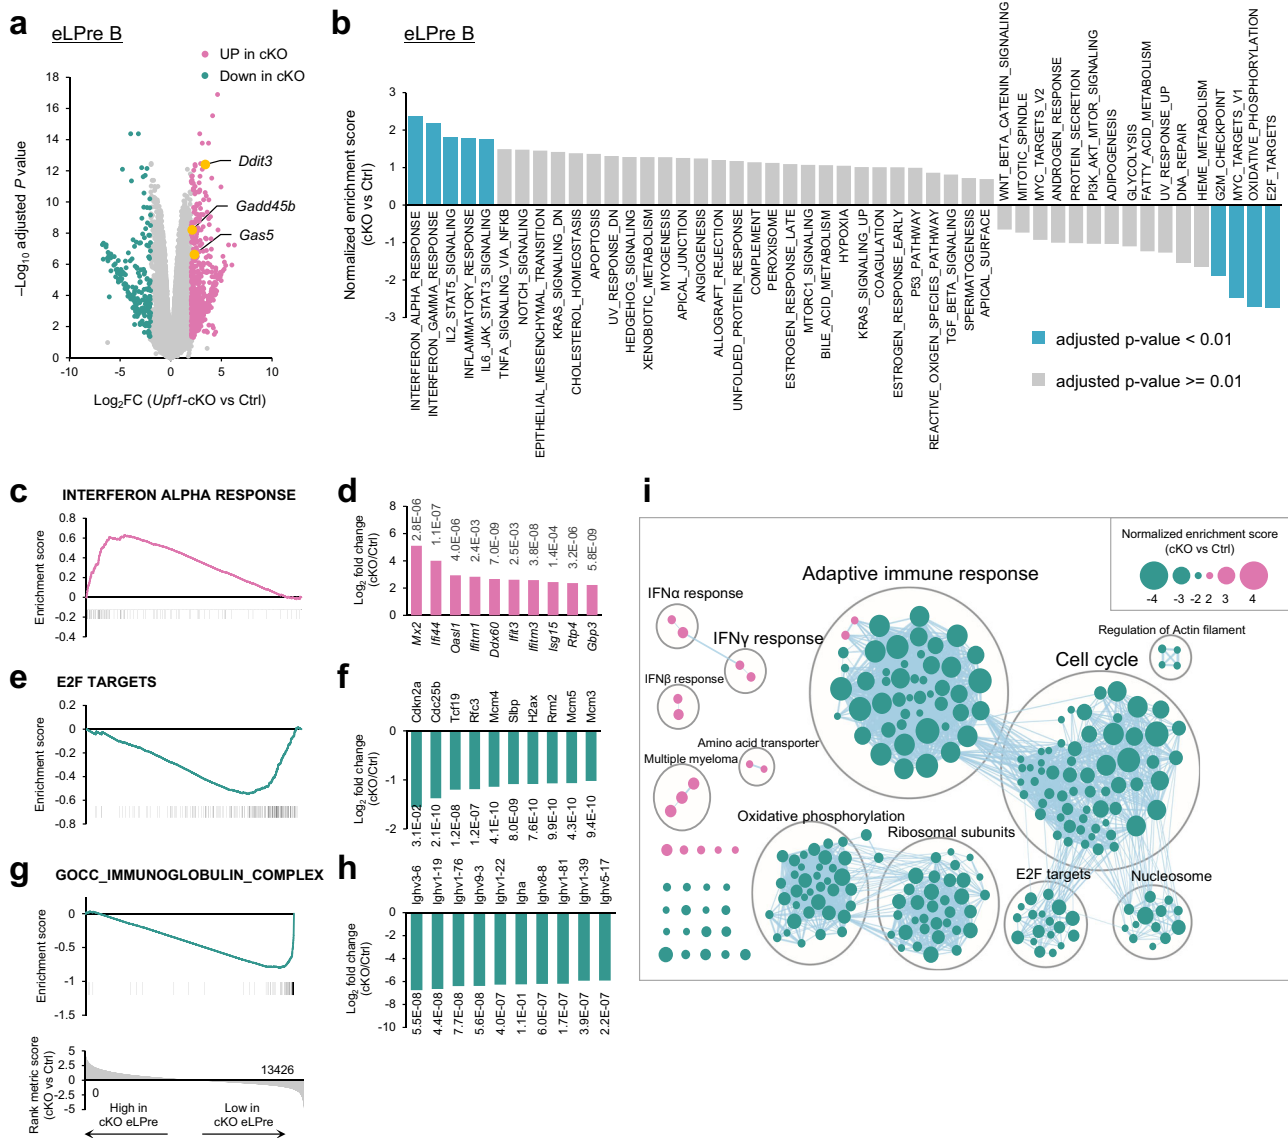 a
eLPre B
UP in cKO
Down in cKO
–Log10 adjusted P value
18
16
14
12
10
8
6
4
2
0
-10
-5
0
5
10
Log2FC (Upf1-cKO vs Ctrl)
Ddit3
Gadd45b
Gas5
b
eLPre B
Normalized enrichment score
(cKO vs Ctrl)
3
2
1
0
-1
-2
-3
INTERFERON_ALPHA_RESPONSE
INTERFERON_GAMMA_RESPONSE
IL2_STAT5_SIGNALING
INFLAMMATORY_RESPONSE
IL6_JAK_STAT3_SIGNALING
TNFA_SIGNALING_VIA_NFKB
NOTCH_SIGNALING
EPITHELIAL_MESENCHYMAL_TRANSITION
KRAS_SIGNALING_DN
CHOLESTEROL_HOMEOSTASIS
APOPTOSIS
UV_RESPONSE_DN
HEDGEHOG_SIGNALING
XENOBIOTIC_METABOLISM
MYOGENESIS
APICAL_JUNCTION
ANGIOGENESIS
ALLOGRAFT_REJECTION
UNFOLDED_PROTEIN_RESPONSE
COMPLEMENT
PEROXISOME
ESTROGEN_RESPONSE_LATE
MTORC1_SIGNALING
BILE_ACID_METABOLISM
HYPOXIA
KRAS_SIGNALING_UP
COAGULATION
ESTROGEN_RESPONSE_EARLY
P53_PATHWAY
REACTIVE_OXIGEN_SPECIES_PATHWAY
TGF_BETA_SIGNALING
SPERMATOGENESIS
APICAL_SURFACE
WNT_BETA_CATENIN_SIGNALING
MITOTIC_SPINDLE
MYC_TARGETS_V2
ANDROGEN_RESPONSE
PROTEIN_SECRETION
PI3K_AKT_MTOR_SIGNALING
ADIPOGENESIS
GLYCOLYSIS
FATTY_ACID_METABOLISM
UV_RESPONSE_UP
DNA_REPAIR
HEME_METABOLISM
G2M_CHECKPOINT
MYC_TARGETS_V1
OXIDATIVE_PHOSPHORYLATION
E2F_TARGETS
adjusted p-value < 0.01
adjusted p-value >= 0.01
c
INTERFERON ALPHA RESPONSE
Enrichment score
0.8
0.6
0.4
0.2
0
-0.2
-0.4
d
Log2 fold change
(cKO/Ctrl)
8
6
4
2
0
2.8E-06
1.1E-07
4.0E-06
2.4E-03
7.0E-09
2.5E-03
3.8E-08
1.4E-04
3.2E-06
5.8E-09
Mx2
Ifi44
Oasl1
Ifitm1
Ddx60
Ifit3
Ifitm3
Isg15
Rtp4
Gbp3
e
E2F TARGETS
Enrichment score
0.2
0
-0.2
-0.4
-0.6
-0.8
f
Log2 fold change
(cKO/Ctrl)
0
-1
-2
Cdkn2a
Cdc25b
Tcf19
Rfc3
Mcm4
Slbp
H2ax
Rrm2
Mcm5
Mcm3
3.1E-02
2.1E-10
1.2E-08
1.2E-07
4.1E-10
8.0E-09
7.6E-10
9.9E-10
4.3E-10
9.4E-10
g
GOCC_IMMUNOGLOBULIN_COMPLEX
Enrichment score
0
-0.5
-1
-1.5
Rank metric score
(cKO vs Ctrl)
5
2.5
0
-2.5
-5
0
13426
High in
cKO eLPre
Low in
cKO eLPre
h
Log2 fold change
(cKO/Ctrl)
0
-2
-4
-6
-8
-10
Ighv3-6
Ighv1-19
Ighv1-76
Ighv9-3
Ighv1-22
Igha
Ighv8-8
Ighv1-81
Ighv1-39
Ighv5-17
5.5E-08
4.4E-08
7.7E-08
5.6E-08
4.0E-07
1.1E-01
6.0E-07
1.7E-07
3.9E-07
2.2E-07
i
Normalized enrichment score
(cKO vs Ctrl)
-4
-3
-2
2
3
4
Adaptive immune response
IFNα response
IFNγ response
IFNβ response
Amino acid transporter
Multiple myeloma
Regulation of Actin filament
Cell cycle
Oxidative phosphorylation
Ribosomal subunits
E2F targets
Nucleosome